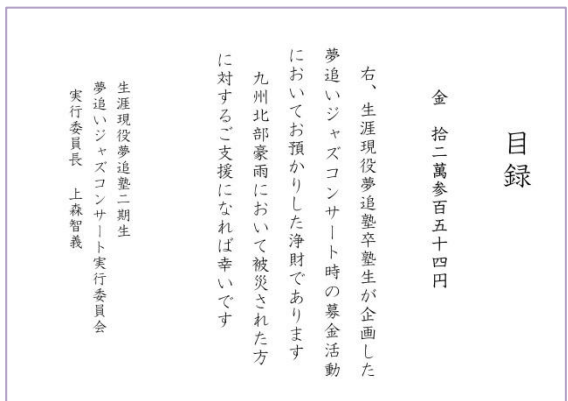 目録
金　拾二萬参百五十四円
右、生涯現役夢追塾卒塾生が企画した
夢追いジャズコンサート時の募金活動
においてお預かりした浄財であります
九州北部豪雨において被災された方
に対するご支援になれば幸いです
生涯現役夢追塾二期生
夢追いジャズコンサート実行委員会
実行委員長　上森智義